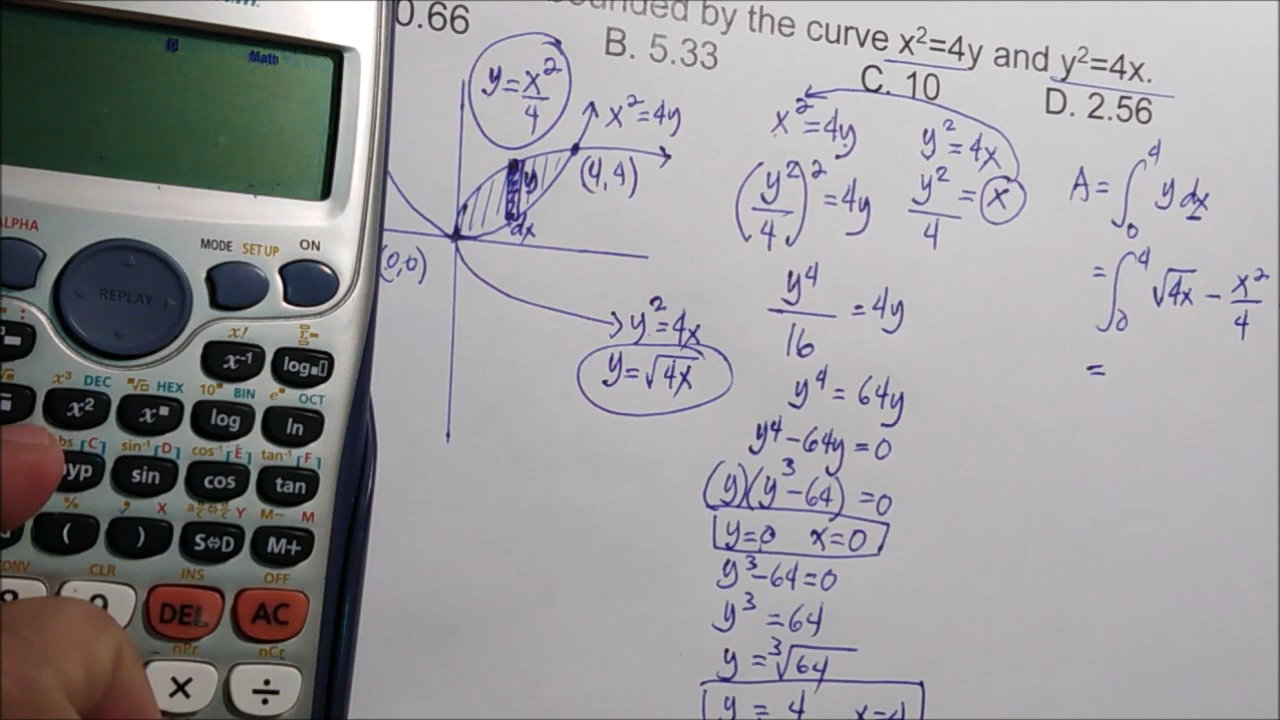 0.66
bounded by the curve x²=4y and y²=4x.
B. 5.33
C. 10
D. 2.56
y = x²/4
x²=4y
(4,4)
y
dx
(0,0)
y²=4x
y=√4x
x²=4y
(y²/4)² = 4y
y⁴/16 = 4y
y⁴ = 64y
y⁴-64y = 0
(y)(y³-64) = 0
y=0 x=0
y³-64=0
y³ = 64
y = ³√64
y = 4 x=4
y²=4x
y²/4 = x
A = ∫₀⁴ y dx
= ∫₀⁴ √4x - x²/4
=
D Math
ALPHA
MODE SETUP ON
REPLAY
x! Σ
x⁻¹ log
x³ DEC HEX 10 BIN e OCT
x² x log ln
[C] sin⁻¹ [D] cos⁻¹ [E] tan⁻¹ [F]
hyp sin cos tan
% , X Y M– M
( ) S⇔D M+
CLR INS OFF
8 9 DEL AC
nPr nCr
× ÷